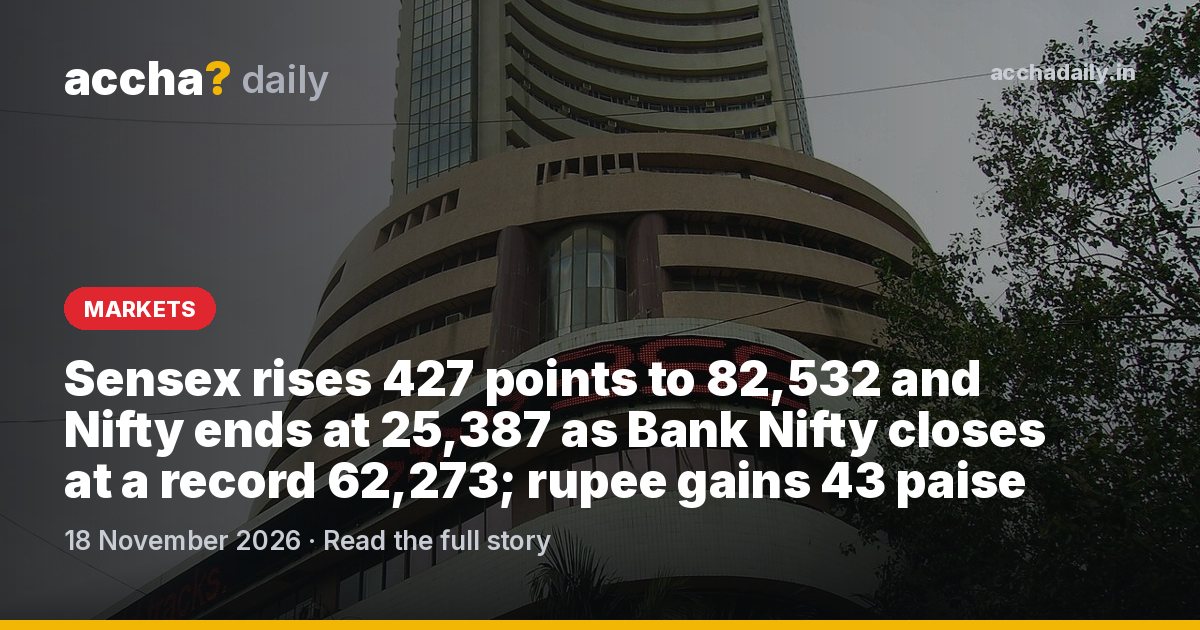 accha? daily
acchadaily.in
MARKETS
Sensex rises 427 points to 82,532 and
Nifty ends at 25,387 as Bank Nifty closes
at a record 62,273; rupee gains 43 paise
18 November 2026 · Read the full story